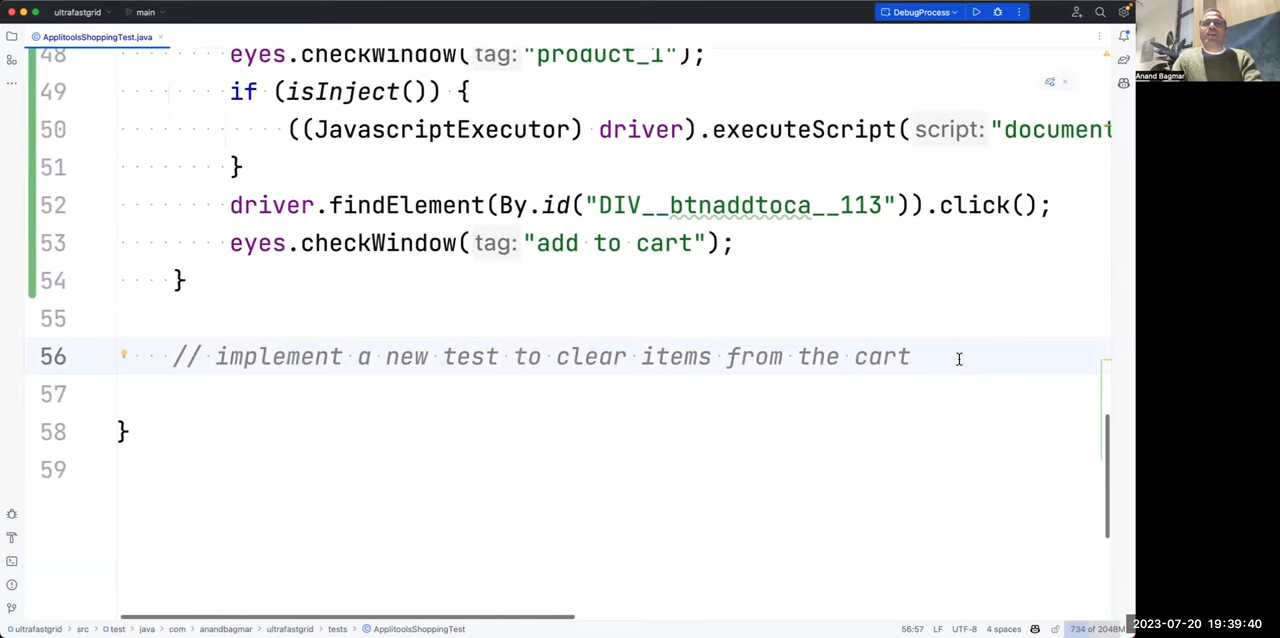 ultrafastgrid main DebugProcess
ApplitoolsShoppingTest.java
48 eyes.checkWindow( tag: "product_1");
49 if (isInject()) {
50 ((JavascriptExecutor) driver).executeScript( script: "document
51 }
52 driver.findElement(By.id("DIV__btnaddtoca__113")).click();
53 eyes.checkWindow( tag: "add to cart");
54 }
55
56 // implement a new test to clear items from the cart
57
58 }
59
Anand Bagmar
ultrafastgrid > src > test > java > com > anandbagmar > ultrafastgrid > tests > ApplitoolsShoppingTest 56:57 LF UTF-8 4 spaces 734 of 2048M
2023-07-20 19:39:40